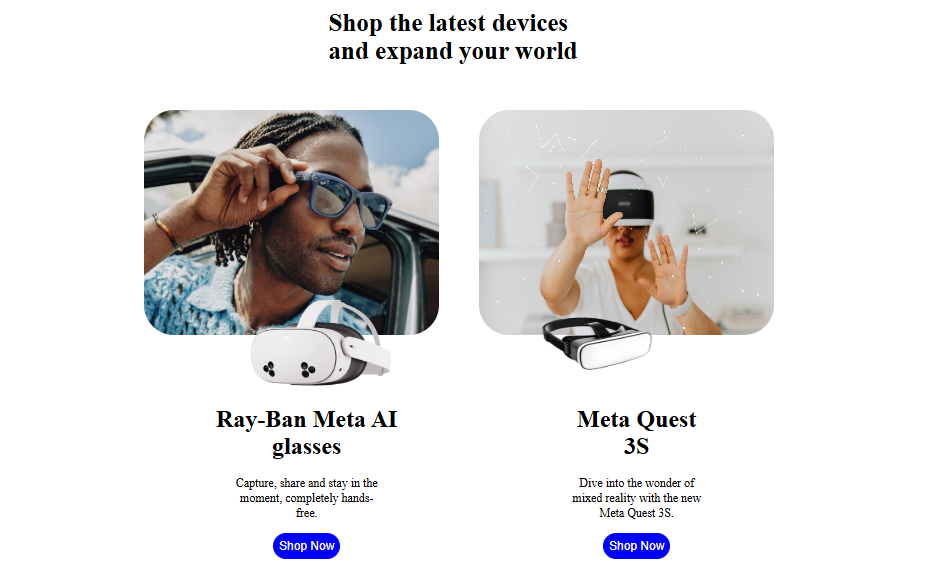 Shop the latest devices
and expand your world
Ray-Ban Meta AI
glasses
Capture, share and stay in the
moment, completely hands-
free.
Shop Now
Meta Quest
3S
Dive into the wonder of
mixed reality with the new
Meta Quest 3S.
Shop Now